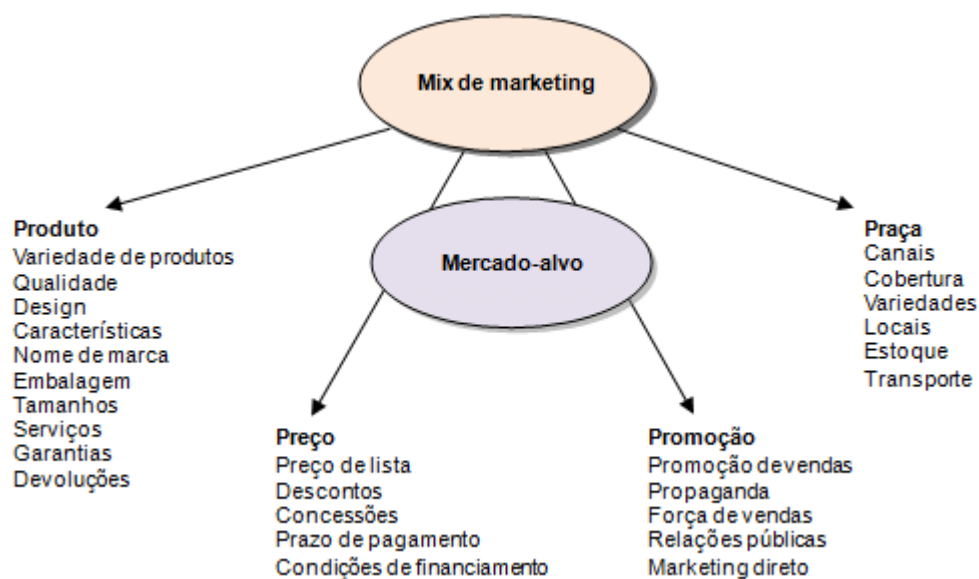 Mix de marketing
Mercado-alvo
Produto
Variedade de produtos
Qualidade
Design
Características
Nome de marca
Embalagem
Tamanhos
Serviços
Garantias
Devoluções
Preço
Preço de lista
Descontos
Concessões
Prazo de pagamento
Condições de financiamento
Promoção
Promoção de vendas
Propaganda
Força de vendas
Relações públicas
Marketing direto
Praça
Canais
Cobertura
Variedades
Locais
Estoque
Transporte